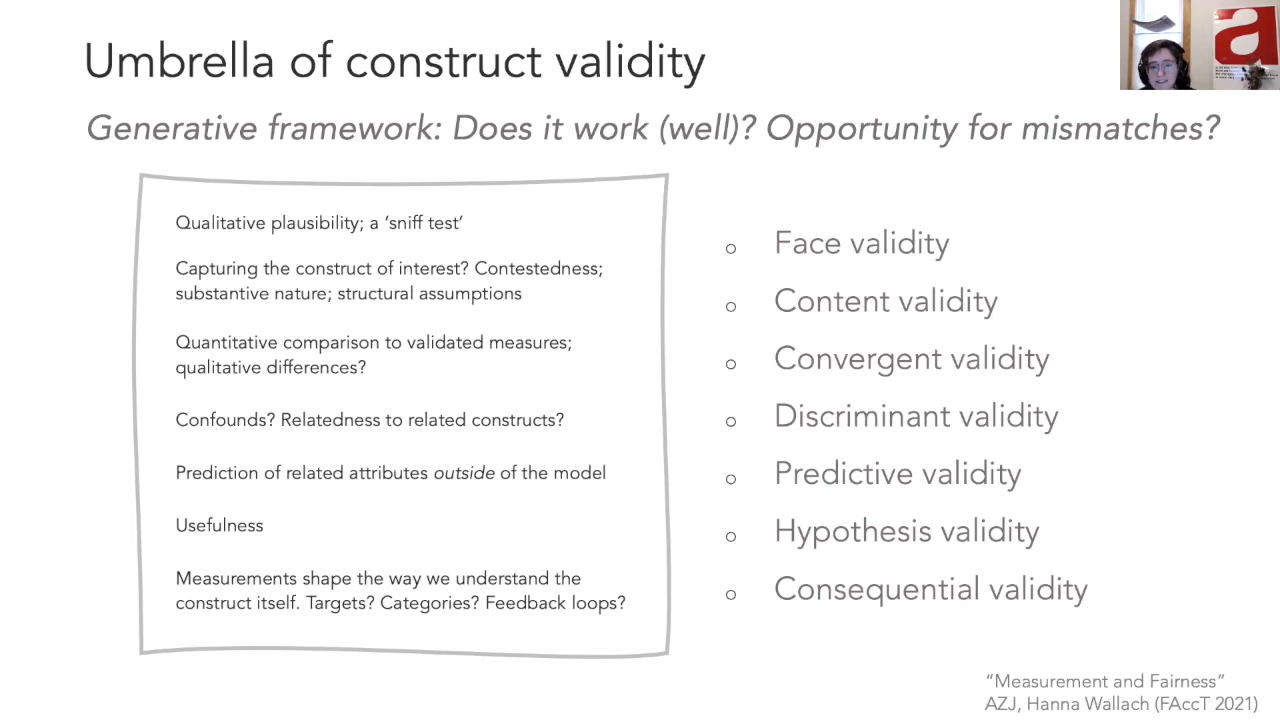 Umbrella of construct validity
Generative framework: Does it work (well)? Opportunity for mismatches?
Qualitative plausibility; a ‘sniff test’
Capturing the construct of interest? Contestedness;
substantive nature; structural assumptions
Quantitative comparison to validated measures;
qualitative differences?
Confounds? Relatedness to related constructs?
Prediction of related attributes outside of the model
Usefulness
Measurements shape the way we understand the
construct itself. Targets? Categories? Feedback loops?
Face validity
Content validity
Convergent validity
Discriminant validity
Predictive validity
Hypothesis validity
Consequential validity
“Measurement and Fairness”
AZJ, Hanna Wallach (FAccT 2021)
a